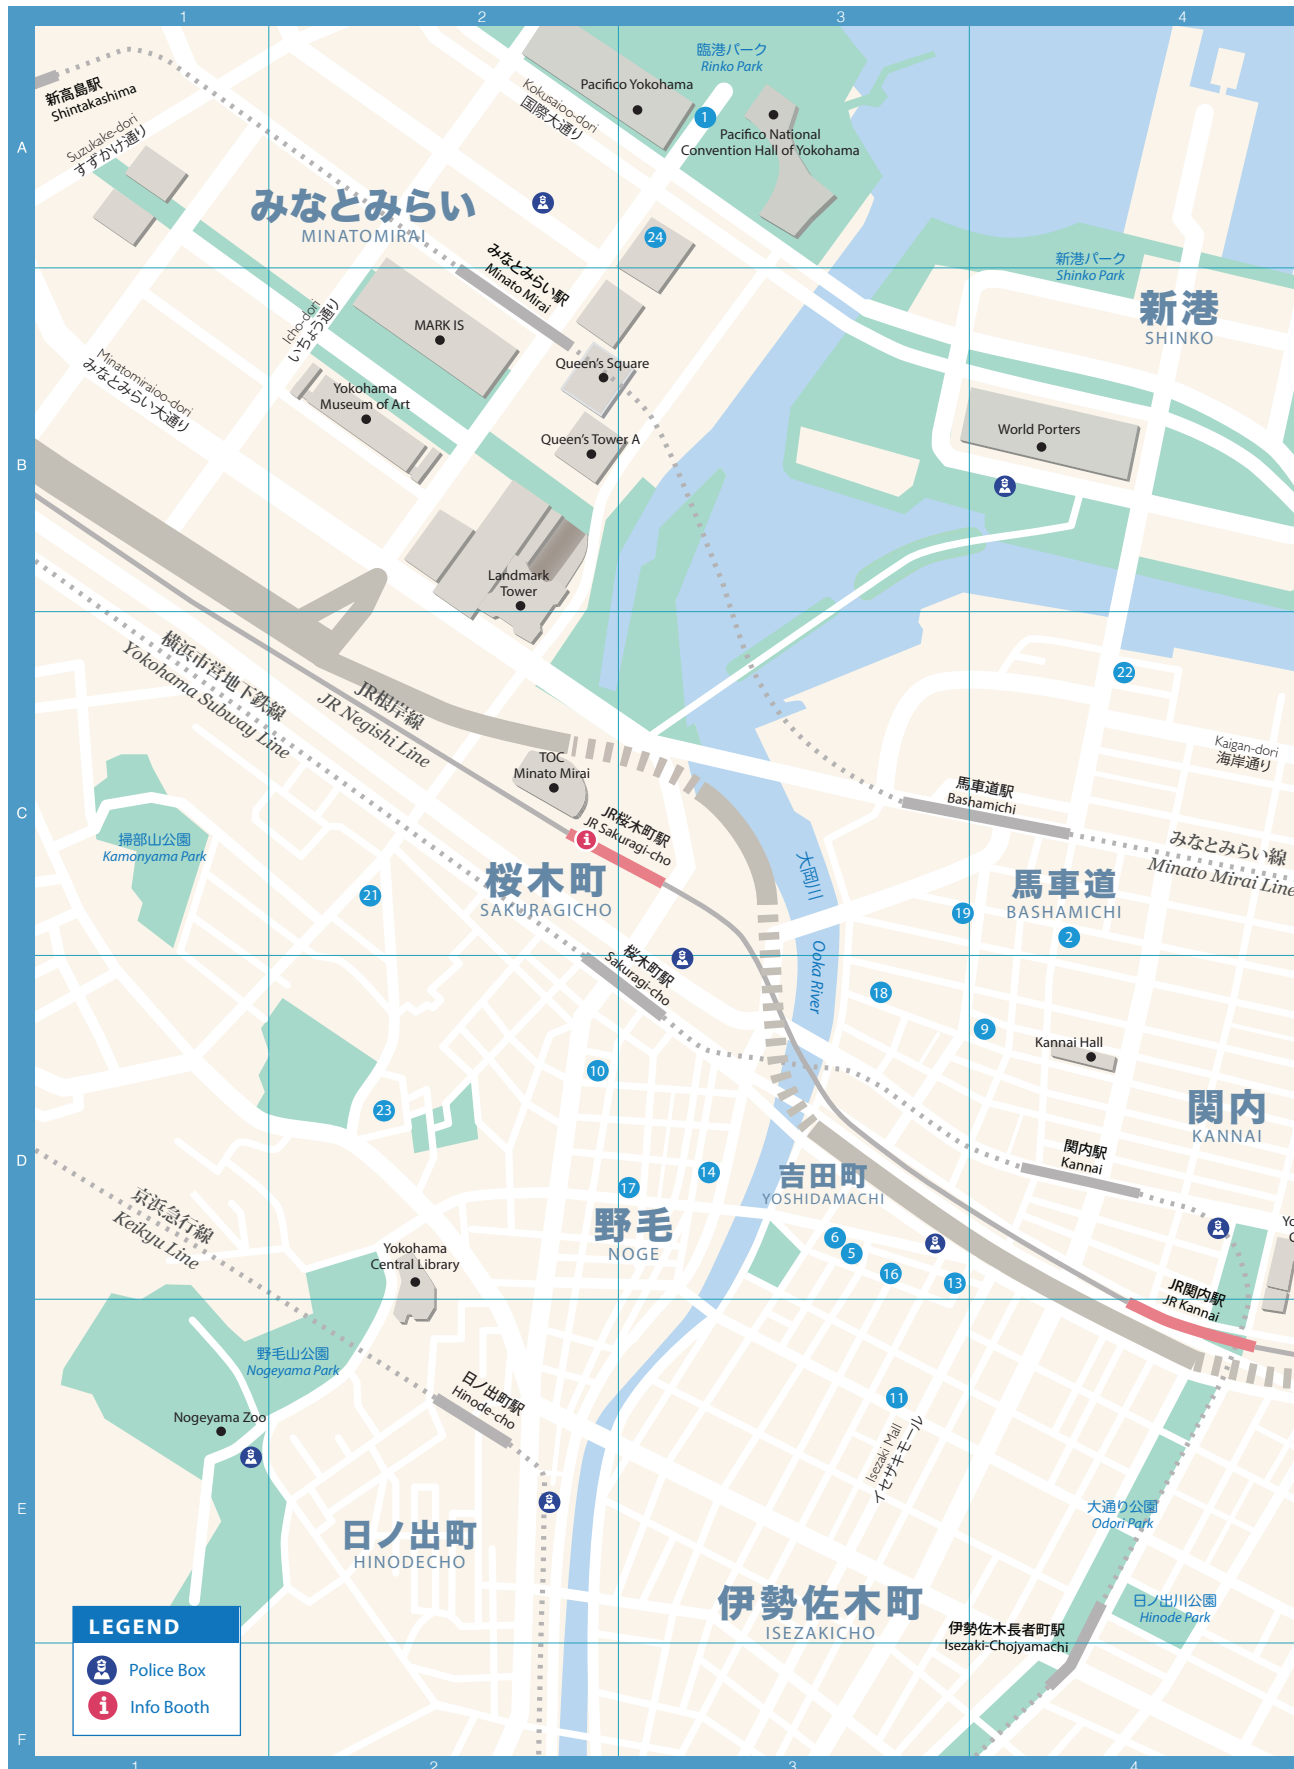 1
2
3
4
臨港パーク
Rinko Park
新高島駅
Shintakashima
Suzukake-dori
すずかけ通り
Kokusaioo-dori
国際大通り
Pacifico Yokohama
1
Pacifico National
Convention Hall of Yokohama
A
みなとみらい
MINATOMIRAI
24
みなとみらい駅
Minato Mirai
新港パーク
Shinko Park
新港
SHINKO
Icho-dori
いちょう通り
MARK IS
Queen's Square
Minatomiraioo-dori
みなとみらい大通り
Yokohama
Museum of Art
Queen's Tower A
World Porters
B
Landmark
Tower
横浜市営地下鉄線
Yokohama Subway Line
JR根岸線
JR Negishi Line
22
Kaigan-dori
海岸通り
TOC
Minato Mirai
馬車道駅
Bashamichi
C
JR桜木町駅
JR Sakuragi-cho
掃部山公園
Kamonyama Park
みなとみらい線
Minato Mirai Line
大岡川
Ooka River
桜木町
SAKURAGICHO
21
馬車道
BASHAMICHI
19
2
桜木町駅
Sakuragi-cho
18
9
Kannai Hall
10
23
関内
KANNAI
関内駅
Kannai
D
14
17
吉田町
YOSHIDAMACHI
京浜急行線
Keikyu Line
野毛
NOGE
6
5
16
13
Yokohama
Central Library
JR関内駅
JR Kannai
野毛山公園
Nogeyama Park
日ノ出町駅
Hinode-cho
11
Isezaki Mall
イセザキモール
Nogeyama Zoo
E
大通り公園
Odori Park
日ノ出町
HINODECHO
伊勢佐木町
ISEZAKICHO
日ノ出川公園
Hinode Park
伊勢佐木長者町駅
Isezaki-Chojyamachi
LEGEND
Police Box
Info Booth
F
1
2
3
4